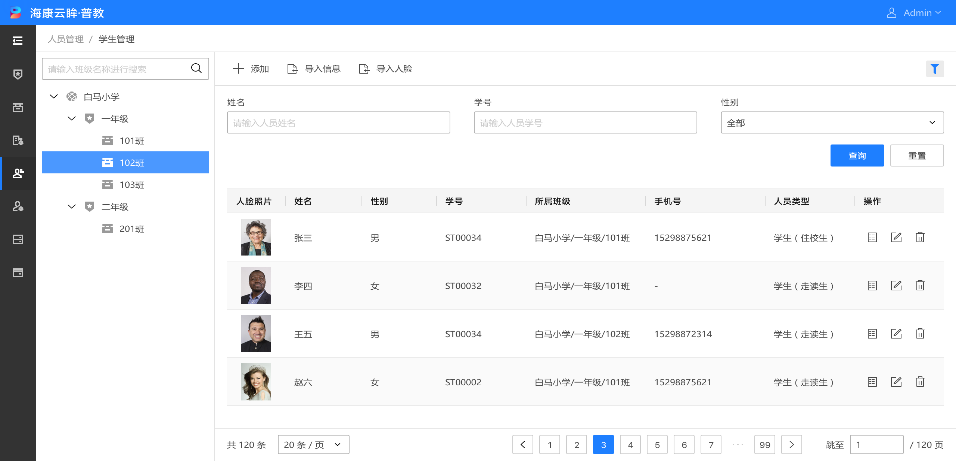 海康云眸·普教
Admin
人员管理 / 学生管理
请输入班级名称进行搜索
白马小学
一年级
101班
102班
103班
二年级
201班
添加 导入信息 导入人脸
姓名 学号 性别
请输入人员姓名 请输入人员学号 全部
查询 重置
人脸照片 姓名 性别 学号 所属班级 手机号 人员类型 操作
张三 男 ST00034 白马小学/一年级/101班 15298875621 学生（住校生）
李四 女 ST00032 白马小学/一年级/101班 - 学生（走读生）
王五 男 ST00034 白马小学/一年级/102班 15298872314 学生（走读生）
赵六 女 ST00002 白马小学/一年级/101班 15298875621 学生（走读生）
共 120 条 20 条 / 页 1 2 3 4 5 6 7 ··· 99 跳至 1 / 120 页